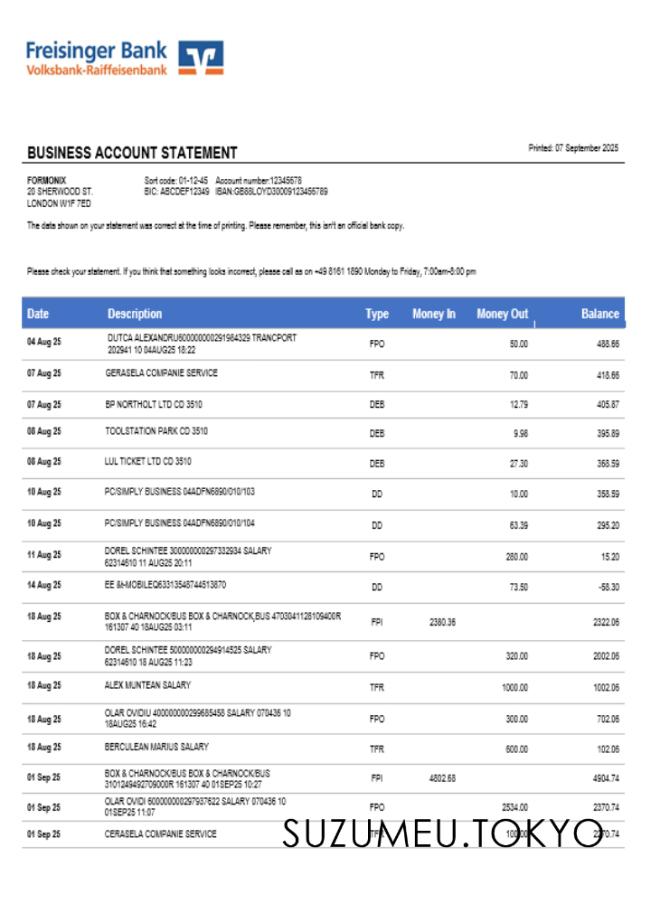 Freisinger Bank
Volksbank-Raiffeisenbank
BUSINESS ACCOUNT STATEMENT
Printed: 07 September 2025
FORMONIX Sort code: 01-12-45 Account number:12345678
20 SHERWOOD ST. BIC: ABCDEF12349 IBAN:GB88LOYD30009123456789
LONDON W1F 7ED
The data shown on your statement was correct at the time of printing. Please remember, this isn't an official bank copy.
Please check your statement. If you think that something looks incorrect, please call as on +49 8161 1890 Monday to Friday, 7:00am-8:00 pm
Date Description Type Money In Money Out Balance
04 Aug 25 DUTCA ALEXANDRU600000000291984329 TRANCPORT FPO 50.00 488.66
202941 10 04AUG25 18:22
07 Aug 25 GERASELA COMPANIE SERVICE TFR 70.00 418.66
07 Aug 25 BP NORTHOLT LTD CD 3510 DEB 12.79 405.87
08 Aug 25 TOOLSTATION PARK CD 3510 DEB 9.98 395.89
08 Aug 25 LUL TICKET LTD CD 3510 DEB 27.30 368.59
10 Aug 25 PC/SIMPLY BUSINESS 04ADFN6890/010/103 DD 10.00 358.59
10 Aug 25 PC/SIMPLY BUSINESS 04ADFN6890/010/104 DD 63.39 295.20
11 Aug 25 DOREL SCHINTEE 300000000297332934 SALARY FPO 280.00 15.20
62314610 11 AUG25 20:11
14 Aug 25 EE &t-MOBILEQ63313548744513870 DD 73.50 -58.30
18 Aug 25 BOX & CHARNOCK/BUS BOX & CHARNOCK,BUS 4703041128109400R FPI 2380.36 2322.06
161307 40 18AUG25 03:11
18 Aug 25 DOREL SCHINTEE 500000000294914525 SALARY FPO 320.00 2002.06
62314610 18 AUG25 11:23
18 Aug 25 ALEX MUNTEAN SALARY TFR 1000.00 1002.06
18 Aug 25 OLAR OVIDIU 400000000299685458 SALARY 070436 10 FPO 300.00 702.06
18AUG25 16:42
18 Aug 25 BERCULEAN MARIUS SALARY TFR 600.00 102.06
01 Sep 25 BOX & CHARNOCK/BUS BOX & CHARNOCK/BUS FPI 4802.68 4904.74
3101249492709000R 161307 40 01SEP25 10:27
01 Sep 25 OLAR OVIDI 600000000297937622 SALARY 070436 10 FPO 2534.00 2370.74
01SEP25 11:07
01 Sep 25 CERASELA COMPANIE SERVICE TFR 100.00 2270.74
SUZUMEU.TOKYO